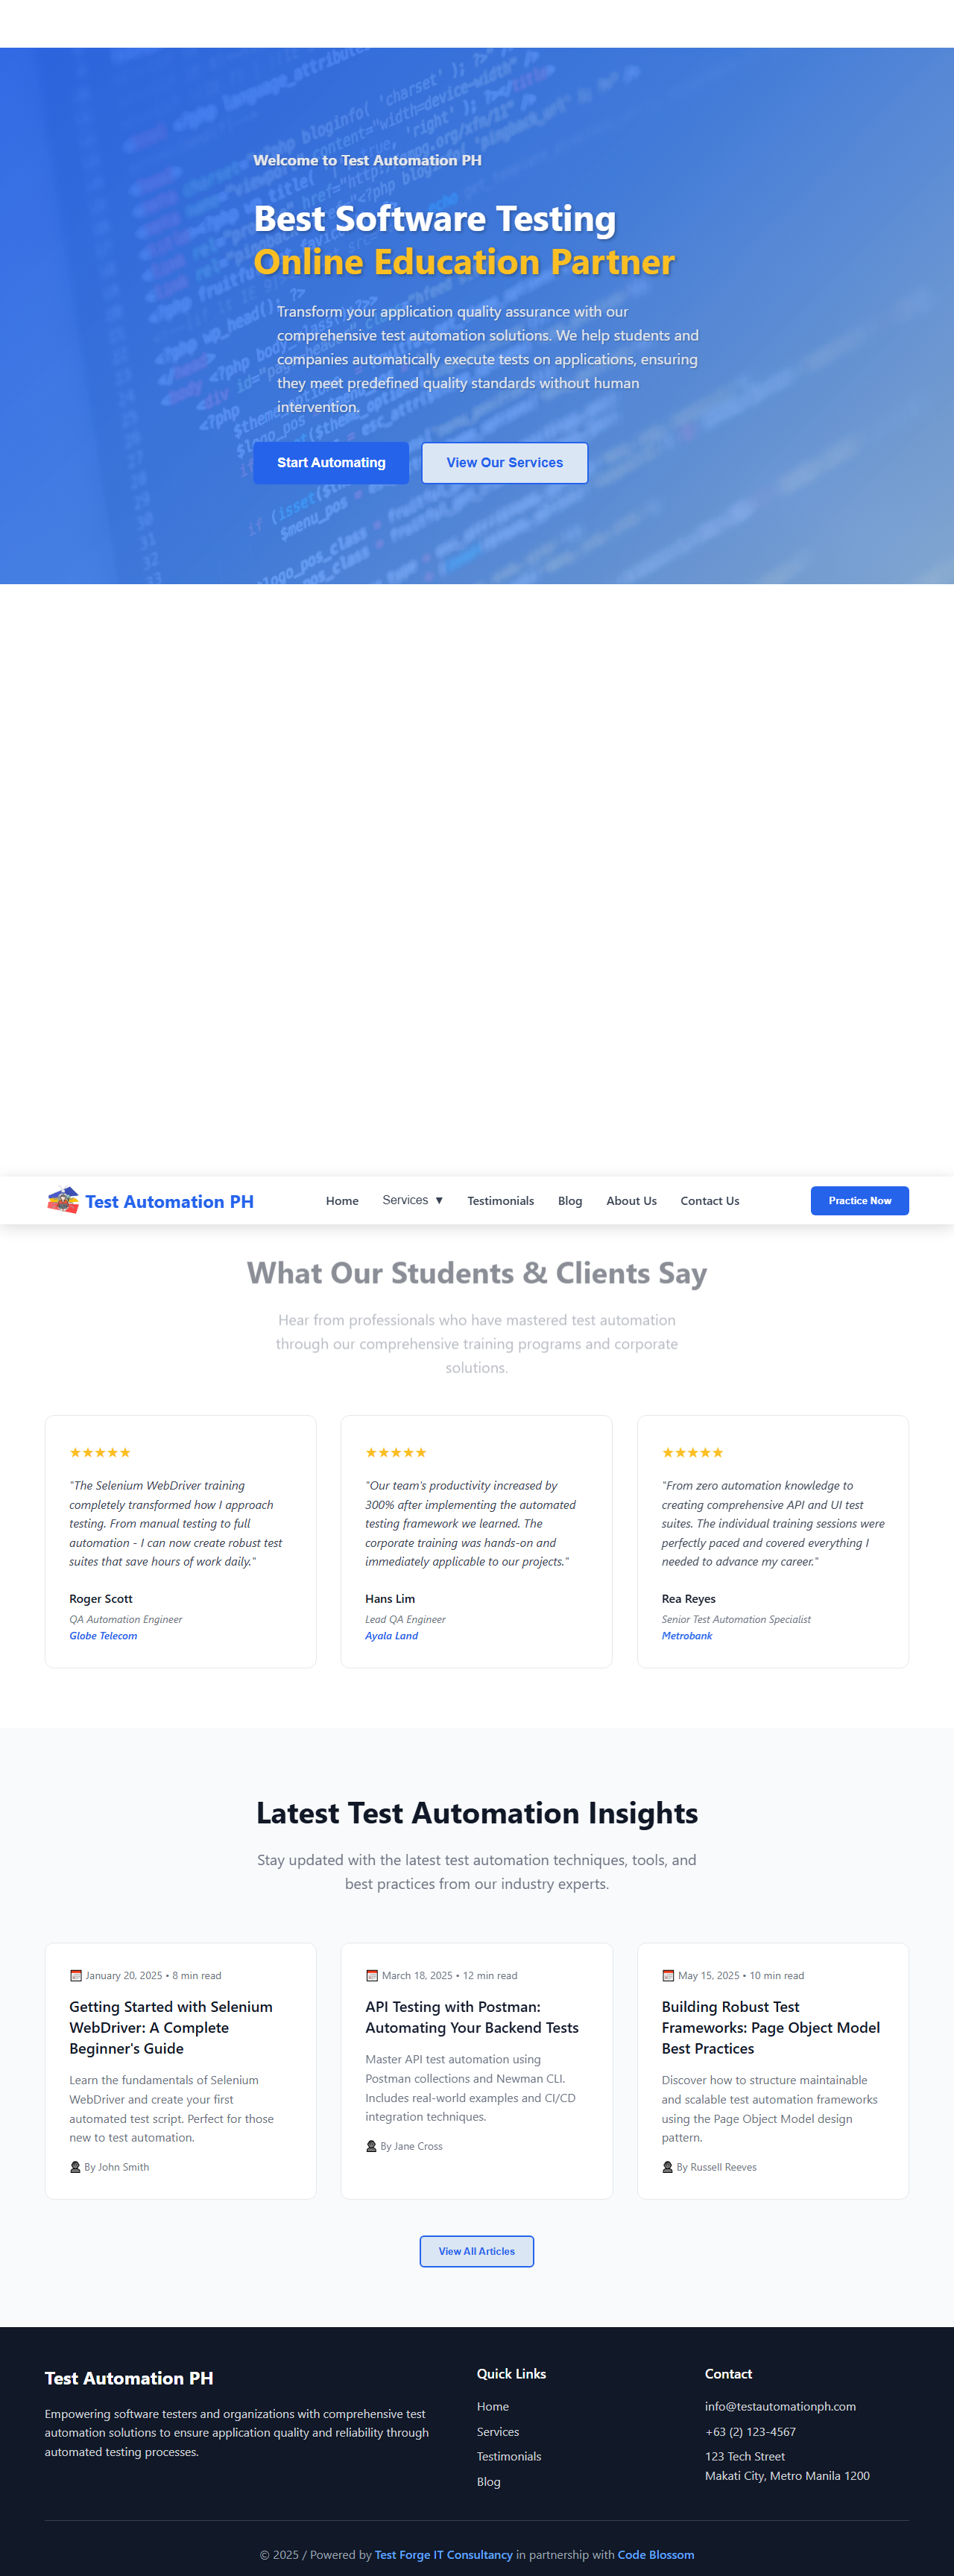 Welcome to Test Automation PH
Best Software Testing
Online Education Partner
Transform your application quality assurance with our
comprehensive test automation solutions. We help students and
companies automatically execute tests on applications, ensuring
they meet predefined quality standards without human
intervention.
Start Automating
View Our Services
Test Automation PH
Home
Services ▼
Testimonials
Blog
About Us
Contact Us
Practice Now
What Our Students & Clients Say
Hear from professionals who have mastered test automation
through our comprehensive training programs and corporate
solutions.
★★★★★
"The Selenium WebDriver training
completely transformed how I approach
testing. From manual testing to full
automation - I can now create robust test
suites that save hours of work daily."
Roger Scott
QA Automation Engineer
Globe Telecom
★★★★★
"Our team's productivity increased by
300% after implementing the automated
testing framework we learned. The
corporate training was hands-on and
immediately applicable to our projects."
Hans Lim
Lead QA Engineer
Ayala Land
★★★★★
"From zero automation knowledge to
creating comprehensive API and UI test
suites. The individual training sessions were
perfectly paced and covered everything I
needed to advance my career."
Rea Reyes
Senior Test Automation Specialist
Metrobank
Latest Test Automation Insights
Stay updated with the latest test automation techniques, tools, and
best practices from our industry experts.
January 20, 2025 • 8 min read
Getting Started with Selenium
WebDriver: A Complete
Beginner's Guide
Learn the fundamentals of Selenium
WebDriver and create your first
automated test script. Perfect for those
new to test automation.
By John Smith
March 18, 2025 • 12 min read
API Testing with Postman:
Automating Your Backend Tests
Master API test automation using
Postman collections and Newman CLI.
Includes real-world examples and CI/CD
integration techniques.
By Jane Cross
May 15, 2025 • 10 min read
Building Robust Test
Frameworks: Page Object Model
Best Practices
Discover how to structure maintainable
and scalable test automation frameworks
using the Page Object Model design
pattern.
By Russell Reeves
View All Articles
Test Automation PH
Empowering software testers and organizations with comprehensive test
automation solutions to ensure application quality and reliability through
automated testing processes.
Quick Links
Home
Services
Testimonials
Blog
Contact
info@testautomationph.com
+63 (2) 123-4567
123 Tech Street
Makati City, Metro Manila 1200
© 2025 / Powered by Test Forge IT Consultancy in partnership with Code Blossom